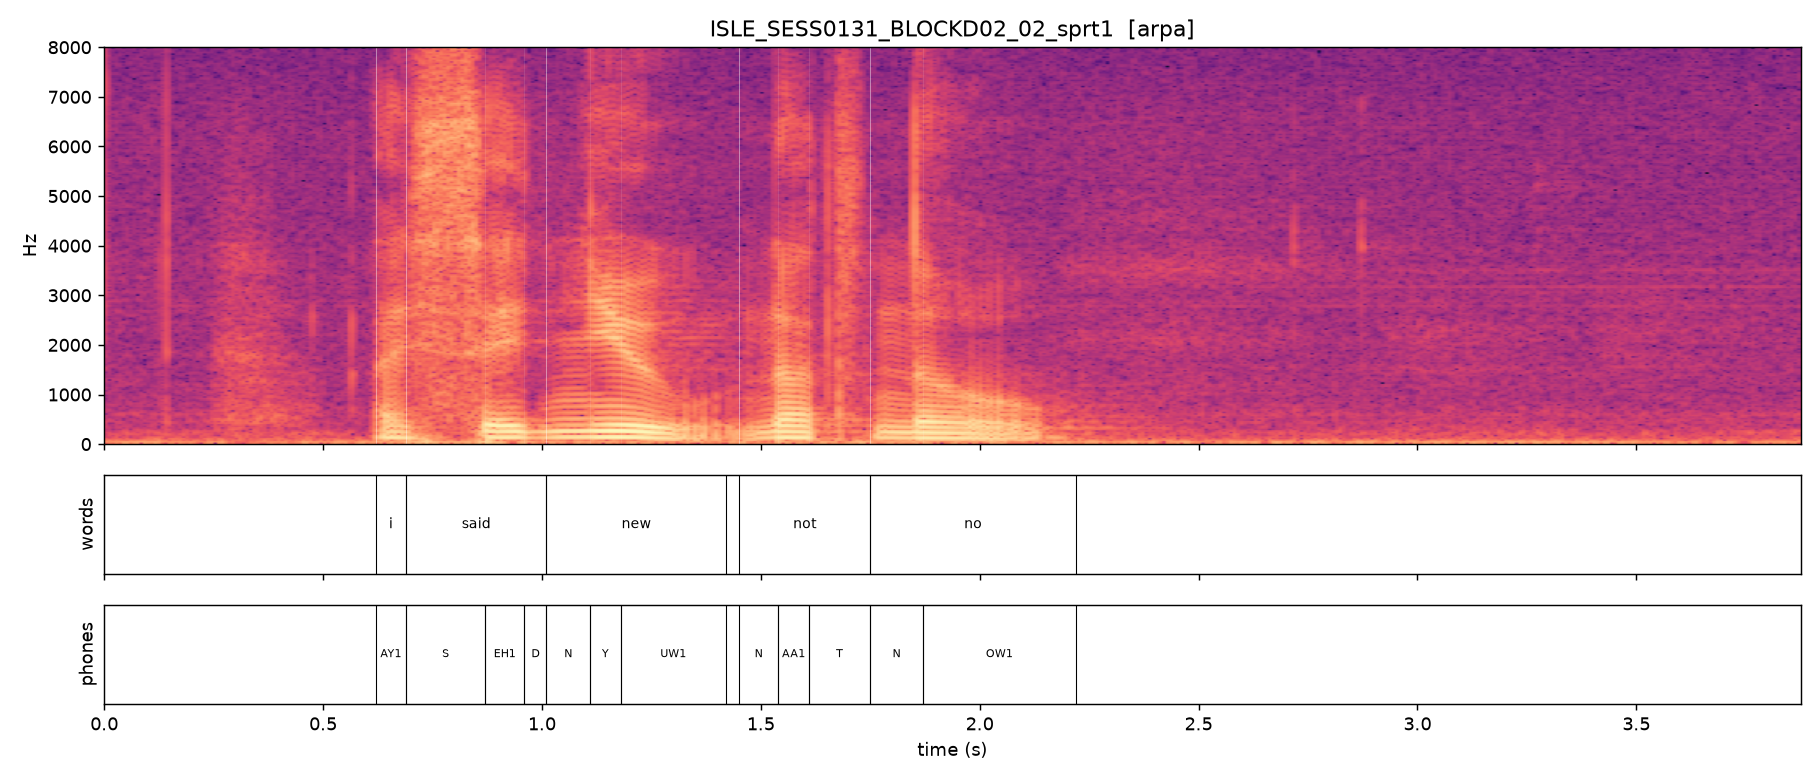 ISLE_SESS0131_BLOCKD02_02_sprt1 [arpa]
8000
7000
6000
5000
4000
3000
2000
1000
0
Hz
words
i said new not no
phones
AY1 S EH1 D N Y UW1 N AA1 T N OW1
0.0 0.5 1.0 1.5 2.0 2.5 3.0 3.5
time (s)